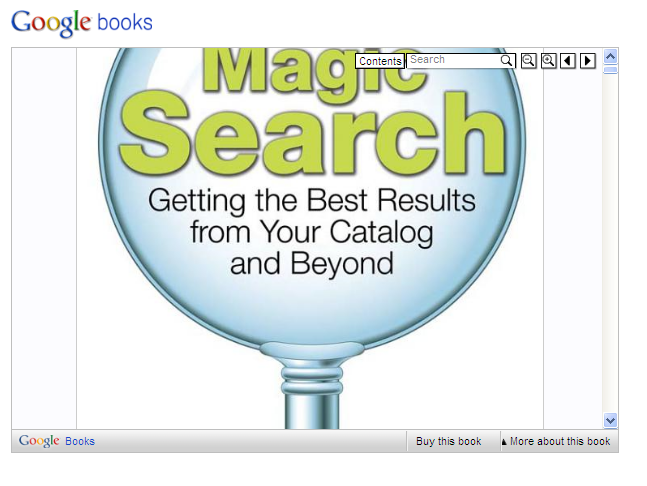 Google books
Contents Search
Magic
Search
Getting the Best Results
from Your Catalog
and Beyond
Google Books Buy this book More about this book